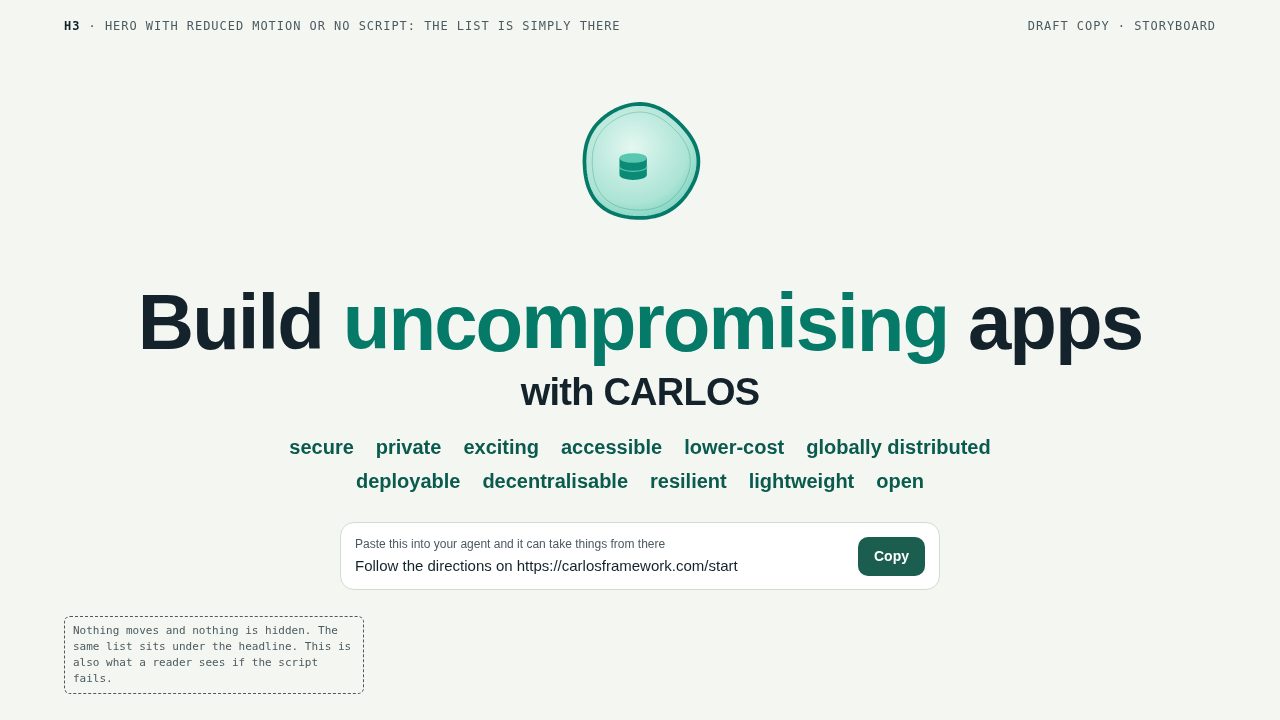 H3 · HERO WITH REDUCED MOTION OR NO SCRIPT: THE LIST IS SIMPLY THERE
DRAFT COPY · STORYBOARD
Build uncompromising apps
with CARLOS
secure private exciting accessible lower-cost globally distributed
deployable decentralisable resilient lightweight open
Paste this into your agent and it can take things from there
Follow the directions on https://carlosframework.com/start
Copy
Nothing moves and nothing is hidden. The
same list sits under the headline. This is
also what a reader sees if the script
fails.